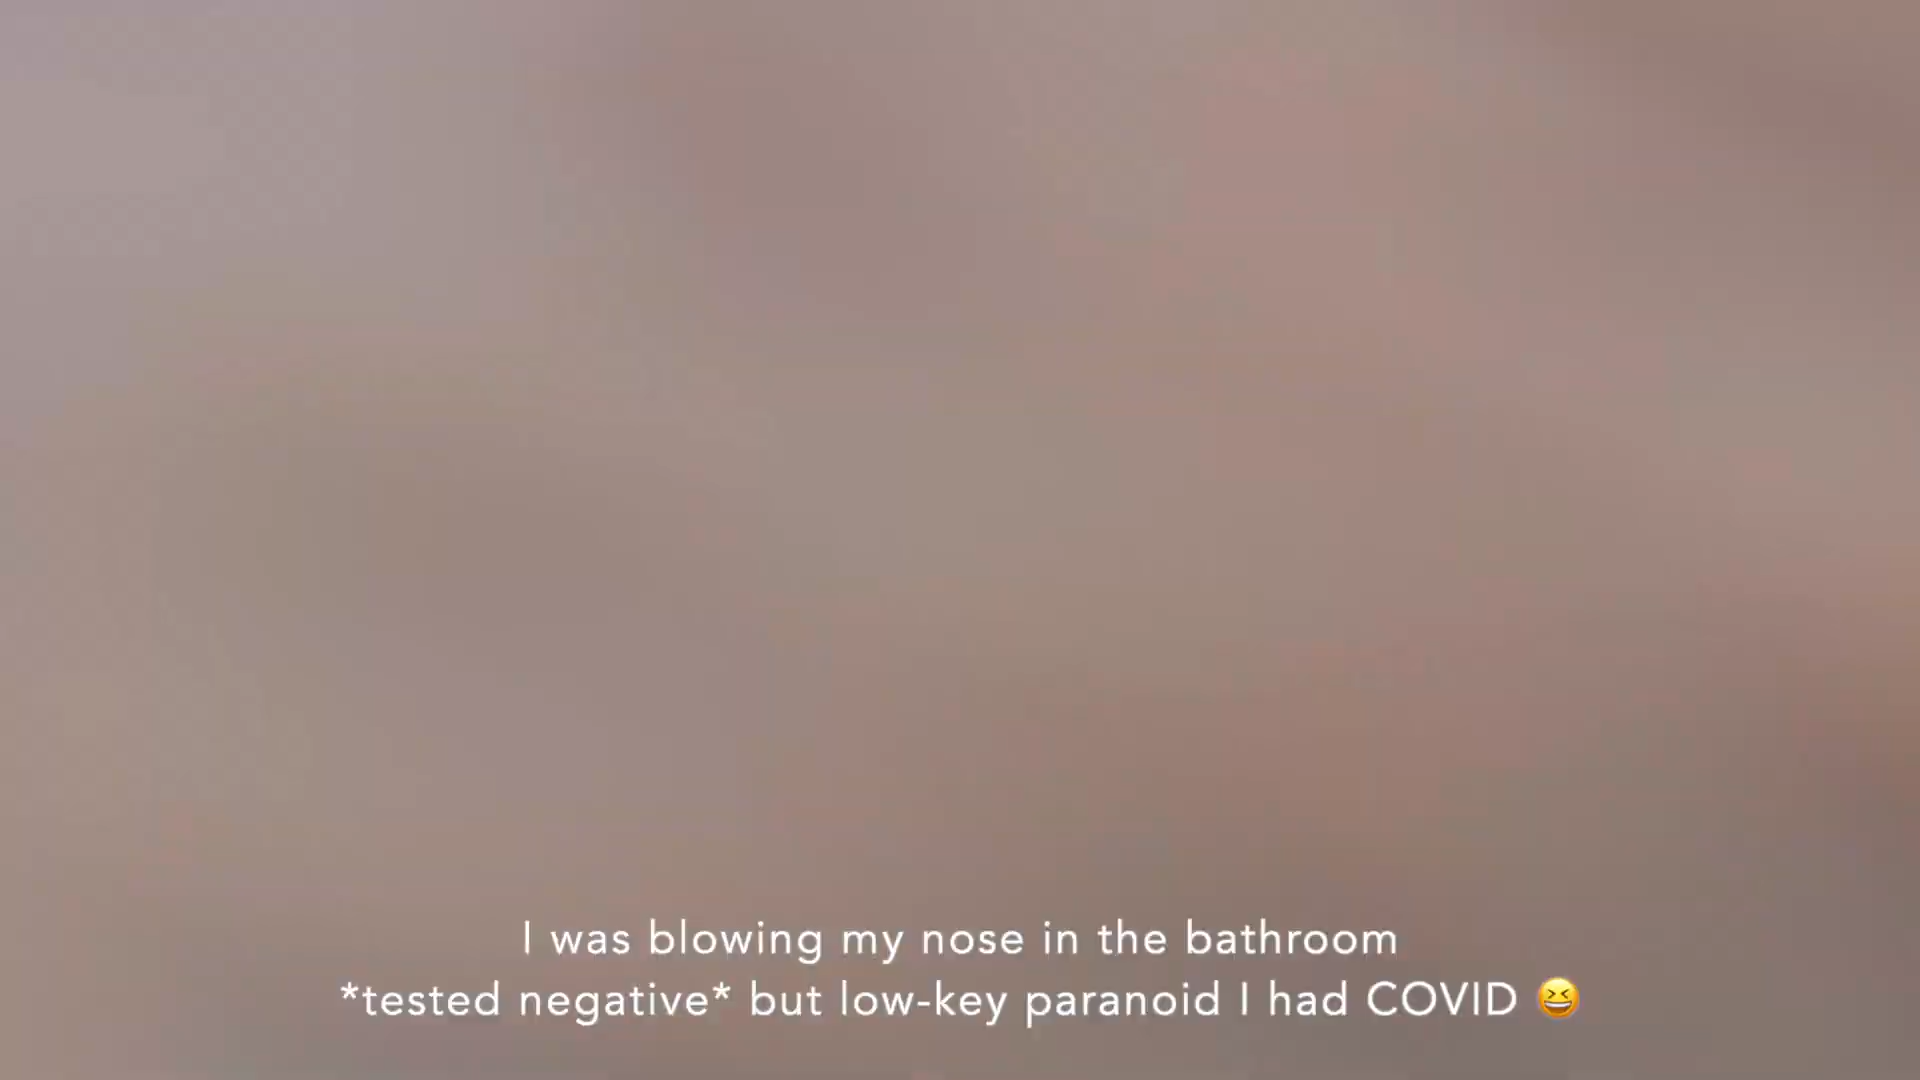 I was blowing my nose in the bathroom
*tested negative* but low-key paranoid I had COVID 😆